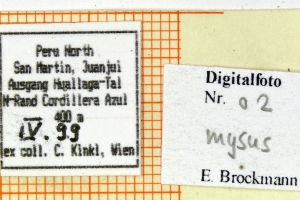 Peru North
San Martin, Juanjui
Ausgang Huallaga-Tal
N-Rand Cordillera Azul
400 m
IV. 99
ex coll. C. Kinkl, Wien
Digitalfoto
Nr. 02
mysus
E. Brockmann